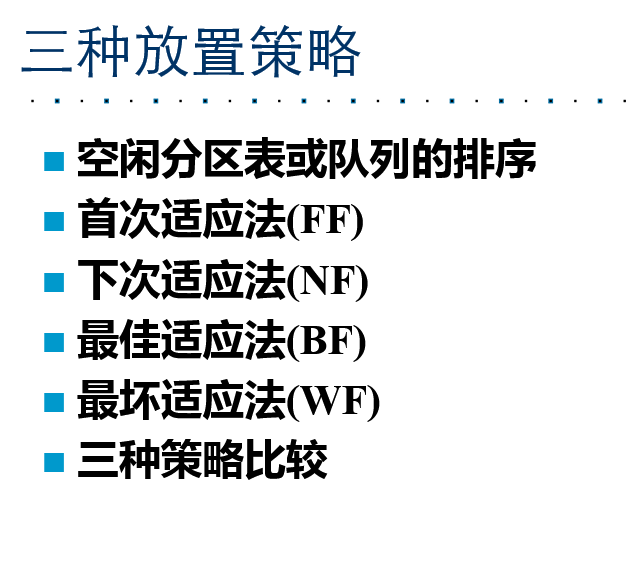 三种放置策略
空闲分区表或队列的排序
首次适应法(FF)
下次适应法(NF)
最佳适应法(BF)
最坏适应法(WF)
三种策略比较